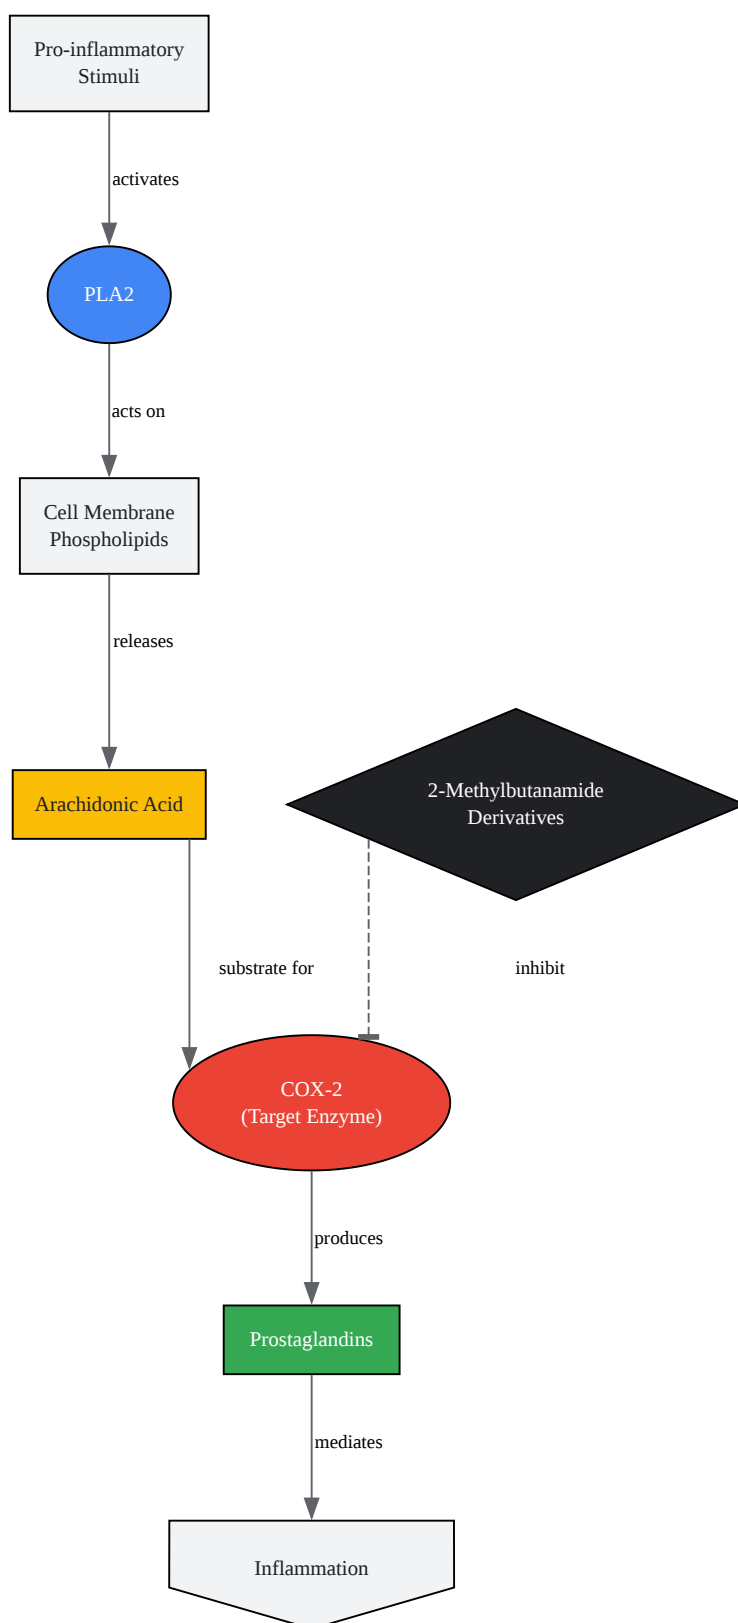 Pro-inflammatory
Stimuli
activates
PLA2
acts on
Cell Membrane
Phospholipids
releases
Arachidonic Acid
2-Methylbutanamide
Derivatives
substrate for
inhibit
COX-2
(Target Enzyme)
produces
Prostaglandins
mediates
Inflammation